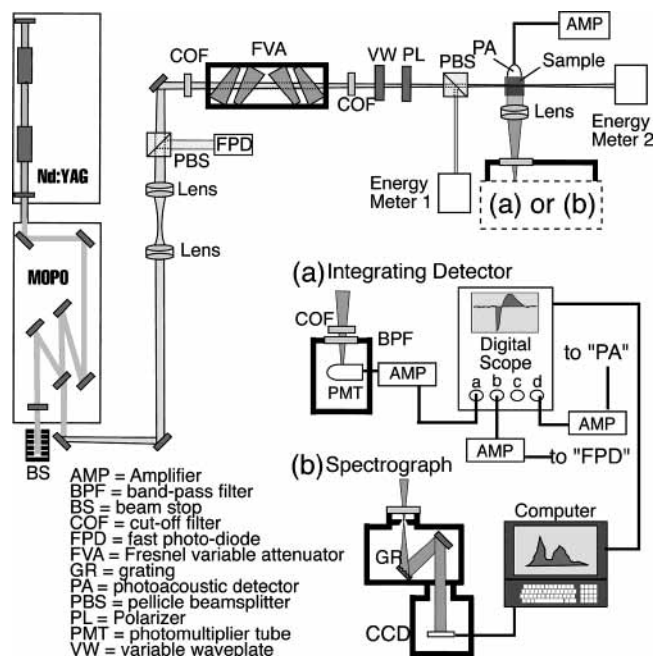 AMP
FVA
COF
VW PL
PBS
PA
Sample
COF
Lens
Energy
Meter 2
FPD
PBS
Nd:YAG
Lens
Energy
Meter 1
(a) or (b)
Lens
MOPO
(a) Integrating Detector
COF
BPF
Digital
Scope
to "PA"
a b c d
AMP
PMT
AMP
AMP
to "FPD"
BS
(b) Spectrograph
Computer
GR
CCD
AMP = Amplifier
BPF = band-pass filter
BS = beam stop
COF = cut-off filter
FPD = fast photo-diode
FVA = Fresnel variable attenuator
GR = grating
PA = photoacoustic detector
PBS = pellicle beamsplitter
PL = Polarizer
PMT = photomultiplier tube
VW = variable waveplate